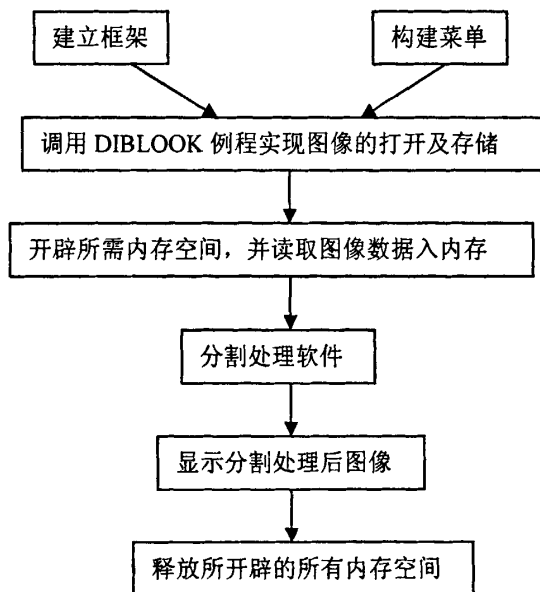 建立框架
构建菜单
调用 DIBLOOK 例程实现图像的打开及存储
开辟所需内存空间，并读取图像数据入内存
分割处理软件
显示分割处理后图像
释放所开辟的所有内存空间